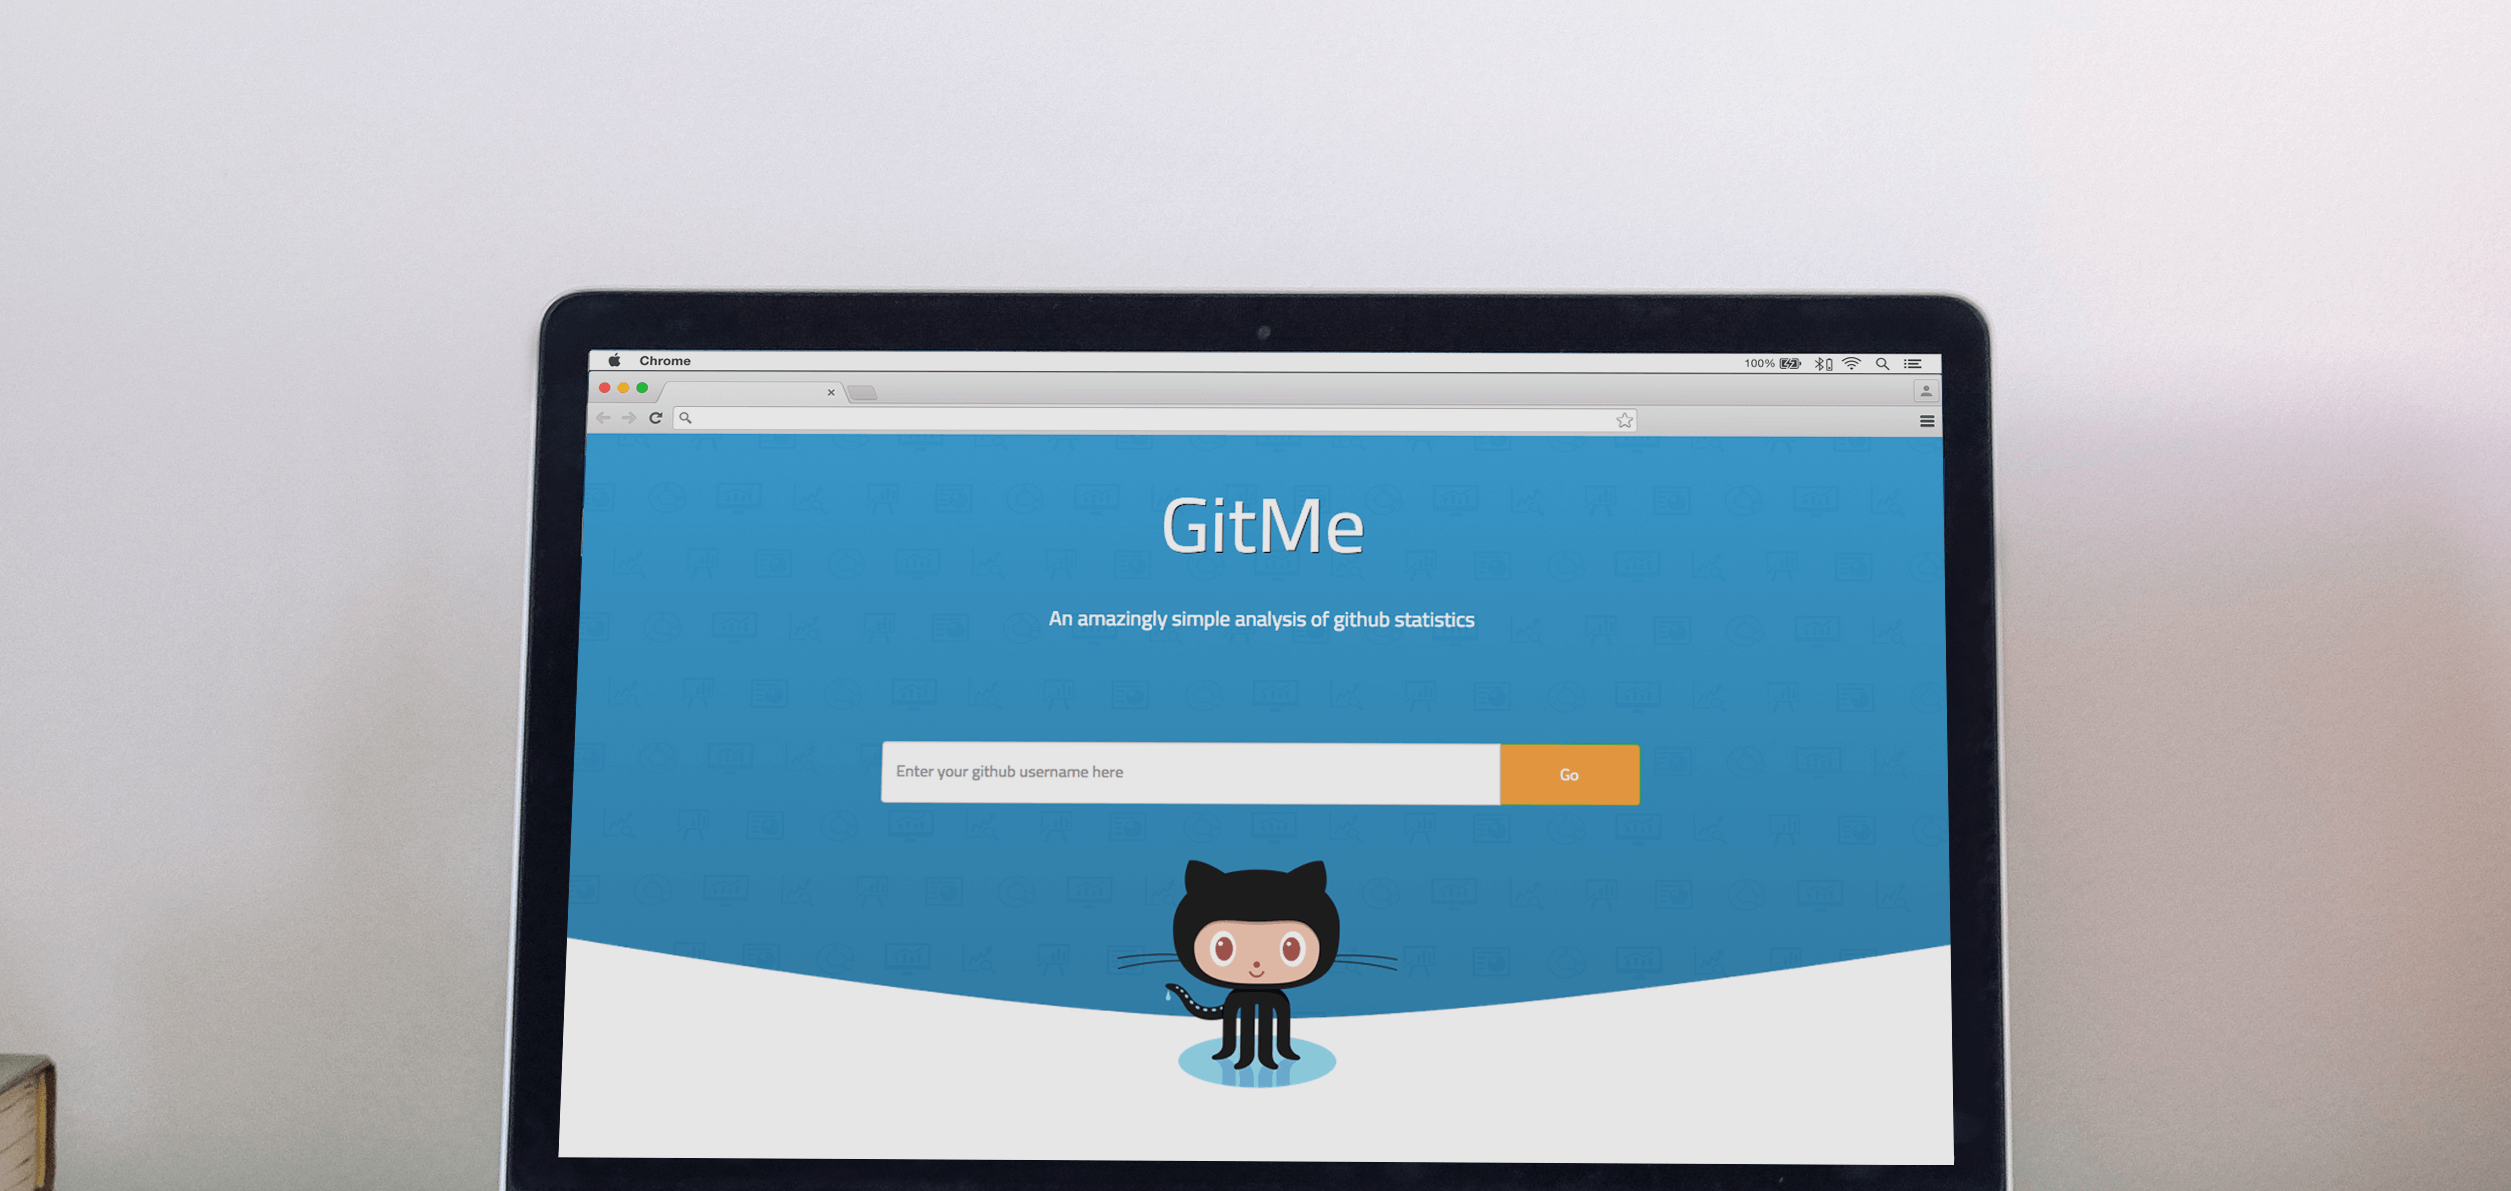 Chrome
100%
GitMe
An amazingly simple analysis of github statistics
Enter your github username here
Go